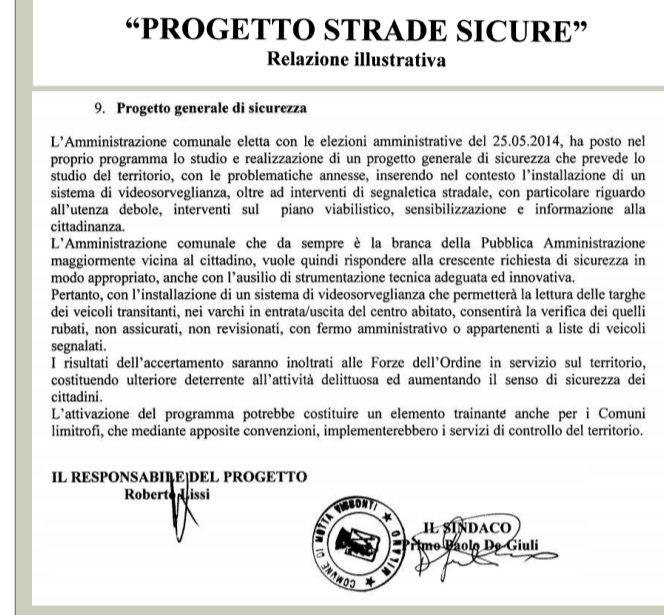 “PROGETTO STRADE SICURE”
Relazione illustrativa
9. Progetto generale di sicurezza
L’Amministrazione comunale eletta con le elezioni amministrative del 25.05.2014, ha posto nel
proprio programma lo studio e realizzazione di un progetto generale di sicurezza che prevede lo
studio del territorio, con le problematiche annesse, inserendo nel contesto l’installazione di un
sistema di videosorveglianza, oltre ad interventi di segnaletica stradale, con particolare riguardo
all’utenza debole, interventi sul piano viabilistico, sensibilizzazione e informazione alla
cittadinanza.
L’Amministrazione comunale che da sempre è la branca della Pubblica Amministrazione
maggiormente vicina al cittadino, vuole quindi rispondere alla crescente richiesta di sicurezza in
modo appropriato, anche con l’ausilio di strumentazione tecnica adeguata ed innovativa.
Pertanto, con l’installazione di un sistema di videosorveglianza che permetterà la lettura delle targhe
dei veicoli transitanti, nei varchi in entrata/uscita del centro abitato, consentirà la verifica dei quelli
rubati, non assicurati, non revisionati, con fermo amministrativo o appartenenti a liste di veicoli
segnalati.
I risultati dell’accertamento saranno inoltrati alle Forze dell’Ordine in servizio sul territorio,
costituendo ulteriore deterrente all’attività delittuosa ed aumentando il senso di sicurezza dei
cittadini.
L’attivazione del programma potrebbe costituire un elemento trainante anche per i Comuni
limitrofi, che mediante apposite convenzioni, implementerebbero i servizi di controllo del territorio.
IL RESPONSABILE DEL PROGETTO
Roberto Lissi
COMUNE DI MOTTA VISCONTI ★ MILANO ★
IL SINDACO
Primo Paolo De Giuli